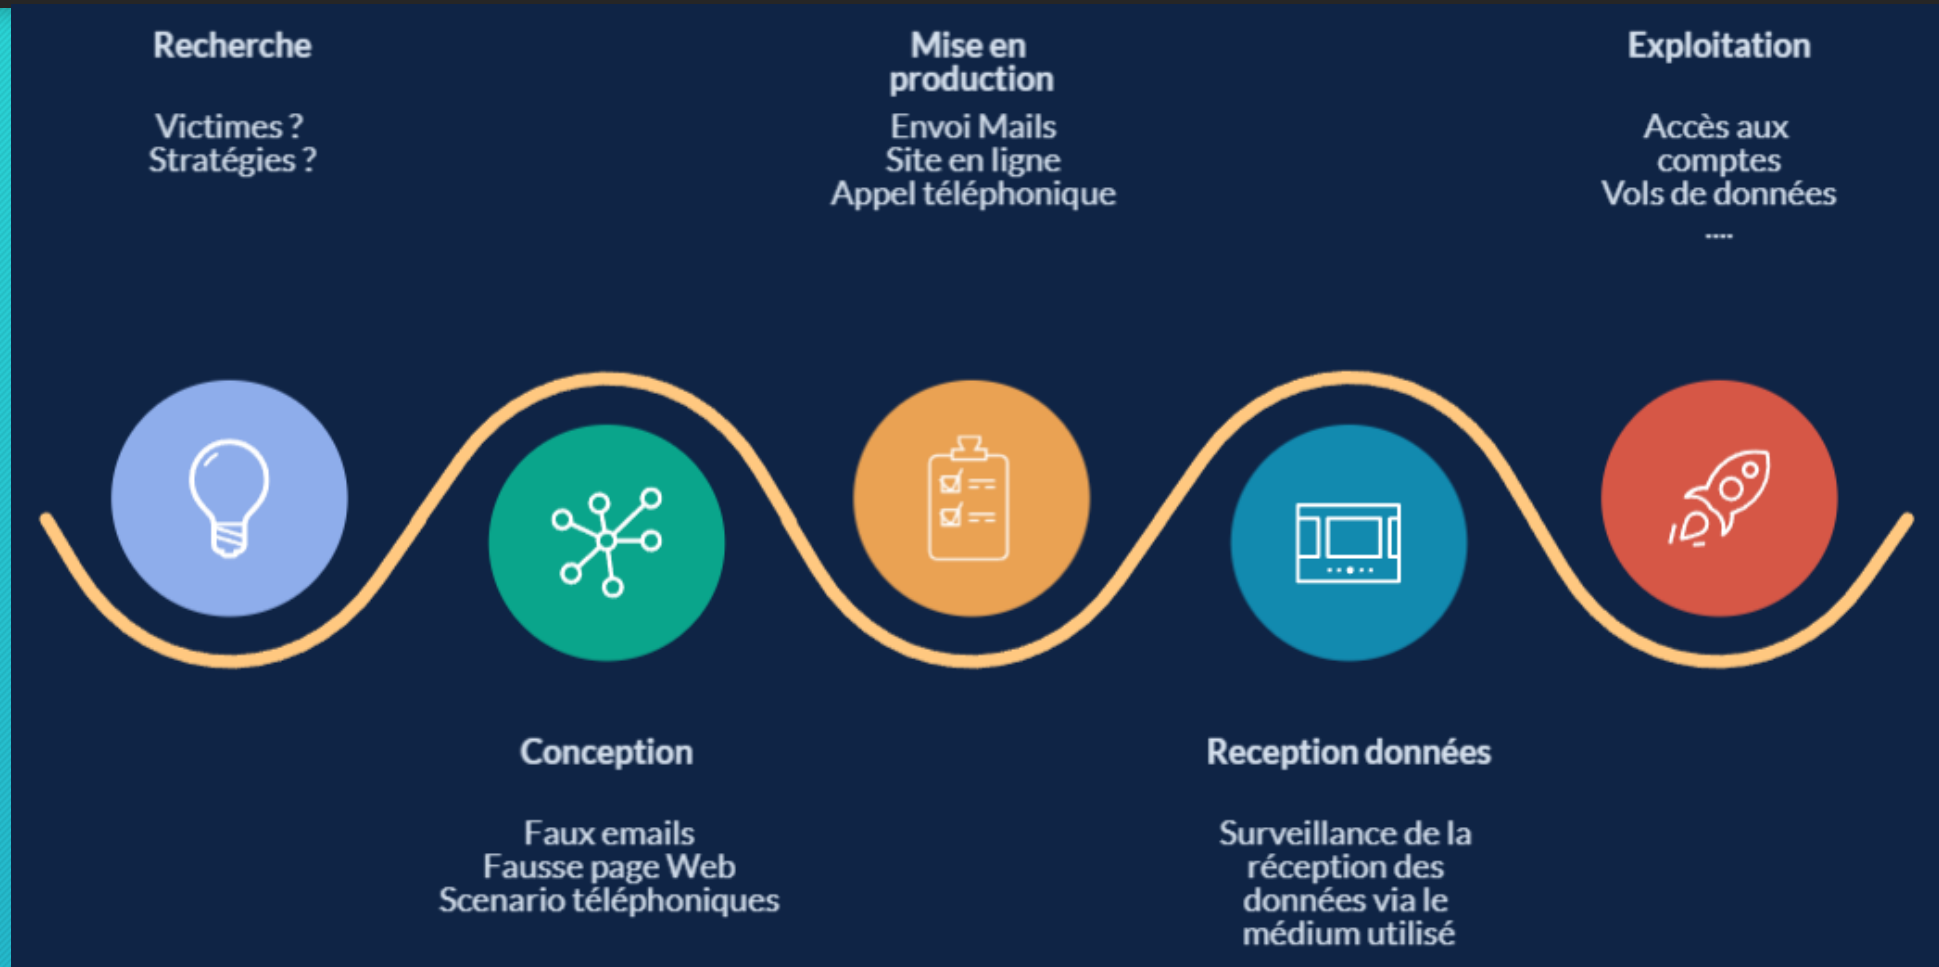 Recherche
Victimes ?
Stratégies ?
Conception
Faux emails
Fausse page Web
Scenario téléphoniques
Mise en
production
Envoi Mails
Site en ligne
Appel téléphonique
Reception données
Surveillance de la
réception des
données via le
médium utilisé
Exploitation
Accès aux
comptes
Vols de données
....